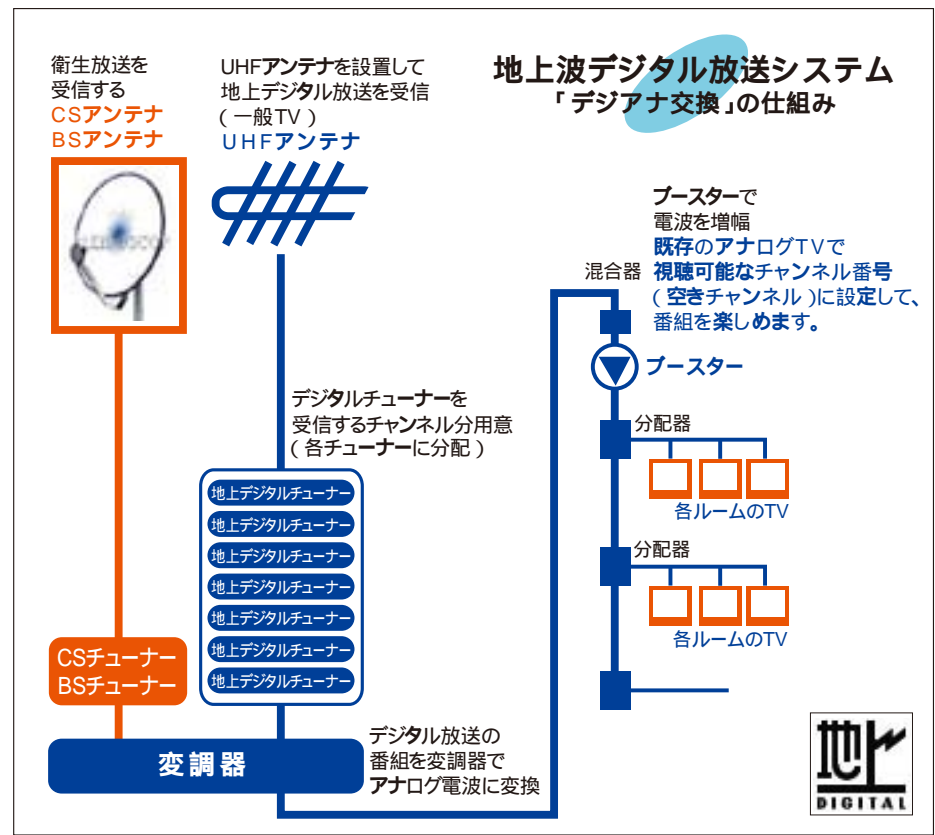 地上波デジタル放送システム
「デジアナ交換」の仕組み
衛生放送を
受信する
CSアンテナ
BSアンテナ
UHFアンテナを設置して
地上デジタル放送を受信
(一般TV)
UHFアンテナ
ブースターで
電波を増幅
既存のアナログTVで
視聴可能なチャンネル番号
(空きチャンネル)に設定して、
番組を楽しめます。
混合器
ブースター
デジタルチューナーを
受信するチャンネル分用意
(各チューナーに分配)
分配器
各ルームのTV
地上デジタルチューナー
地上デジタルチューナー
地上デジタルチューナー
地上デジタルチューナー
地上デジタルチューナー
地上デジタルチューナー
地上デジタルチューナー
分配器
各ルームのTV
CSチューナー
BSチューナー
変調器
デジタル放送の
番組を変調器で
アナログ電波に変換
地上
DIGITAL